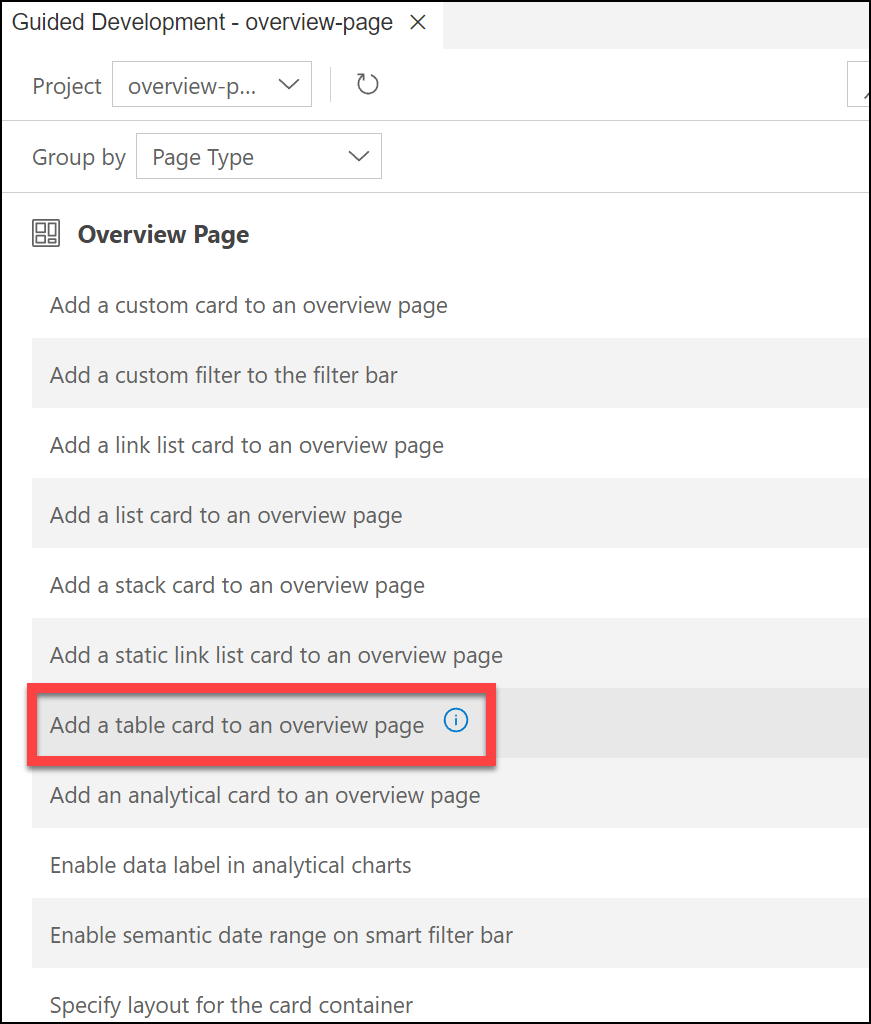 Guided Development - overview-page
Project overview-p...
Group by Page Type
Overview Page
Add a custom card to an overview page
Add a custom filter to the filter bar
Add a link list card to an overview page
Add a list card to an overview page
Add a stack card to an overview page
Add a static link list card to an overview page
Add a table card to an overview page
Add an analytical card to an overview page
Enable data label in analytical charts
Enable semantic date range on smart filter bar
Specify layout for the card container